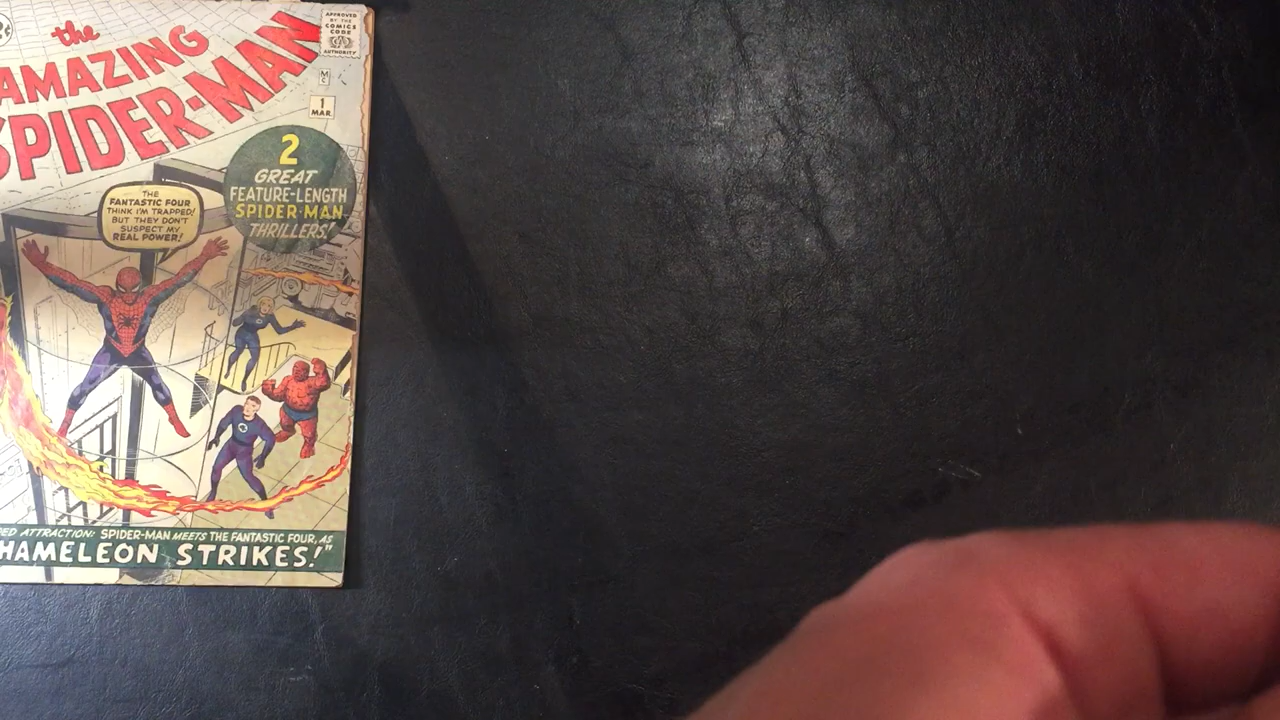 the
AMAZING
SPIDER-MAN
APPROVED
BY THE
COMICS
CODE
AUTHORITY
M
C
1
MAR.
2
GREAT
FEATURE-LENGTH
SPIDER-MAN
THRILLERS!
THE
FANTASTIC FOUR
THINK I'M TRAPPED!
BUT THEY DON'T
SUSPECT MY
REAL POWER!
ED ATTRACTION: SPIDER-MAN MEETS THE FANTASTIC FOUR, AS
HAMELEON STRIKES!"